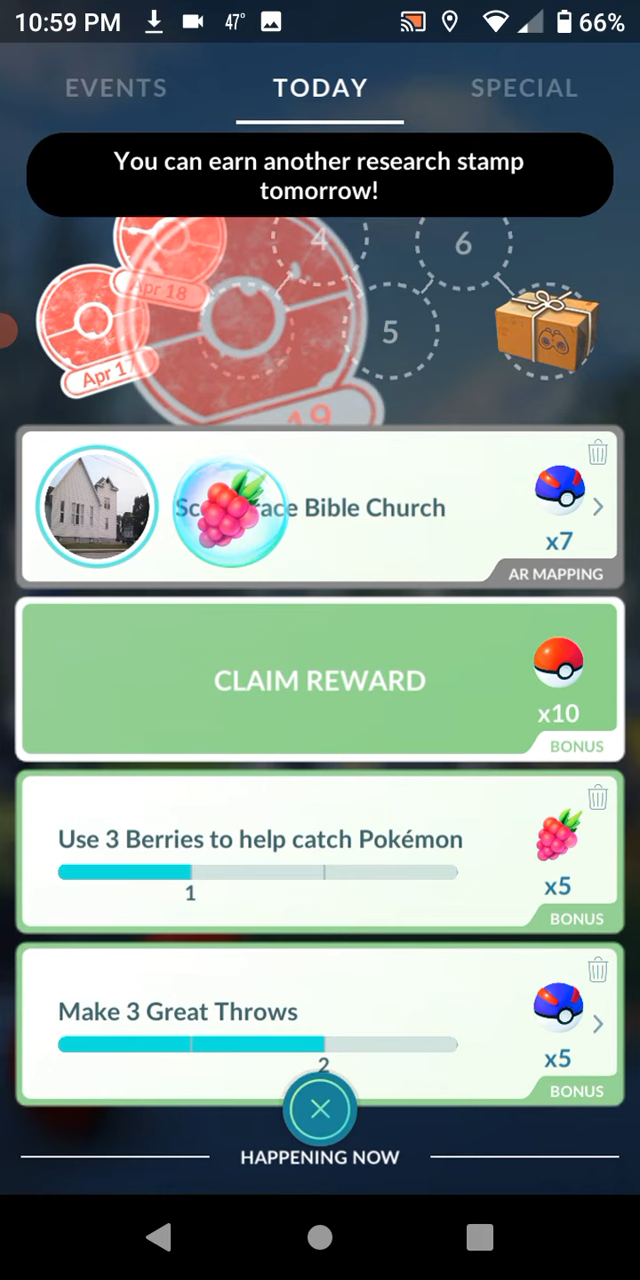 10:59 PM
47°
66%
EVENTS
TODAY
SPECIAL
You can earn another research stamp
tomorrow!
4
6
Apr 18
5
Apr 17
19
Bible Church
x7
AR MAPPING
CLAIM REWARD
x10
BONUS
Use 3 Berries to help catch Pokémon
1
x5
BONUS
Make 3 Great Throws
2
x5
BONUS
HAPPENING NOW